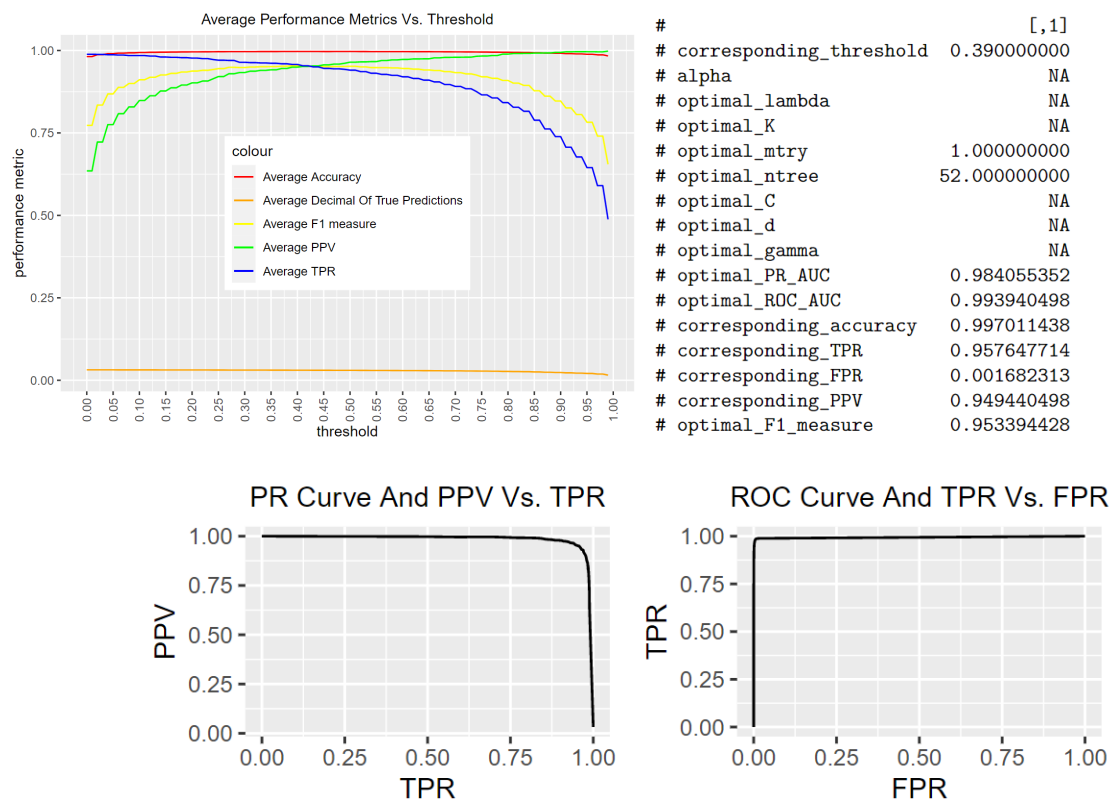 Average Performance Metrics Vs. Threshold
performance metric
1.00
0.75
0.50
0.25
0.00
colour
Average Accuracy
Average Decimal Of True Predictions
Average F1 measure
Average PPV
Average TPR
0.00 0.05 0.10 0.15 0.20 0.25 0.30 0.35 0.40 0.45 0.50 0.55 0.60 0.65 0.70 0.75 0.80 0.85 0.90 0.95 1.00
threshold
# [,1]
# corresponding_threshold 0.390000000
# alpha NA
# optimal_lambda NA
# optimal_K NA
# optimal_mtry 1.000000000
# optimal_ntree 52.000000000
# optimal_C NA
# optimal_d NA
# optimal_gamma NA
# optimal_PR_AUC 0.984055352
# optimal_ROC_AUC 0.993940498
# corresponding_accuracy 0.997011438
# corresponding_TPR 0.957647714
# corresponding_FPR 0.001682313
# corresponding_PPV 0.949440498
# optimal_F1_measure 0.953394428
PR Curve And PPV Vs. TPR
PPV
1.00
0.75
0.50
0.25
0.00
0.00 0.25 0.50 0.75 1.00
TPR
ROC Curve And TPR Vs. FPR
TPR
1.00
0.75
0.50
0.25
0.00
0.00 0.25 0.50 0.75 1.00
FPR